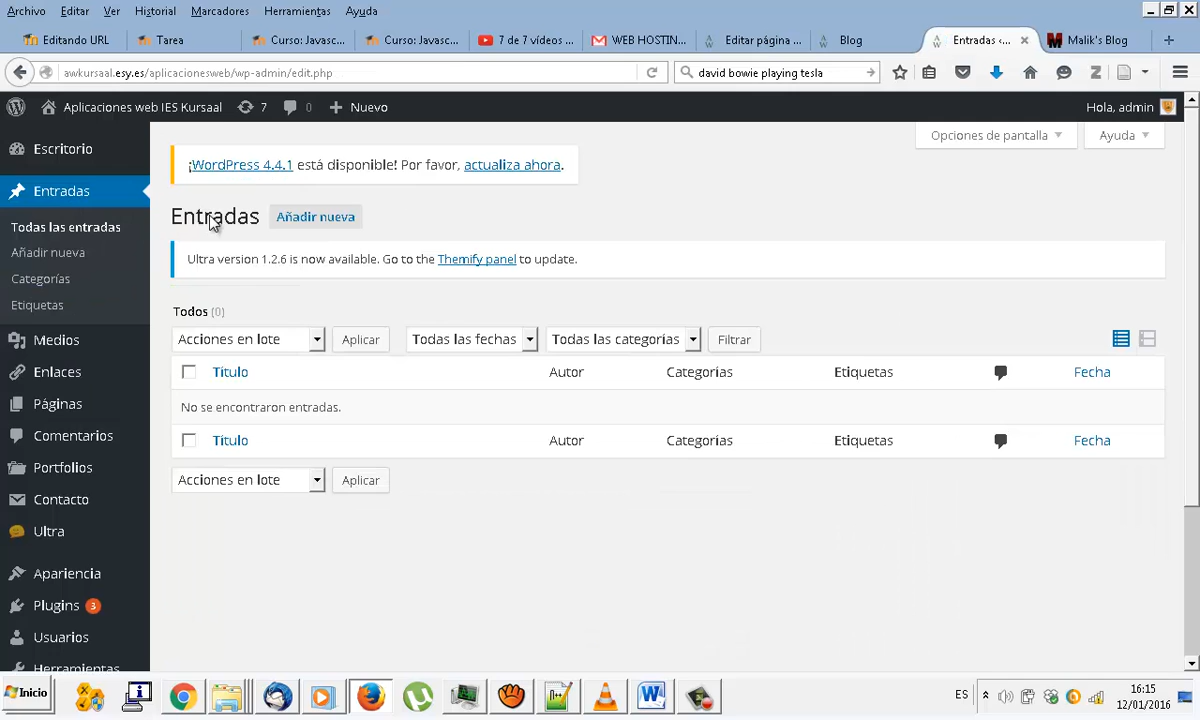 Archivo Editar Ver Historial Marcadores Herramientas Ayuda
Editando URL Tarea Curso: Javasc... Curso: Javasc... 7 de 7 vídeos ... WEB HOSTIN... Editar página ... Blog Entradas ‹... Malik's Blog
awkursaal.esy.es/aplicacionesweb/wp-admin/edit.php david bowie playing tesla
Aplicaciones web IES Kursaal 7 0 Nuevo Hola, admin
Opciones de pantalla Ayuda
Escritorio
¡WordPress 4.4.1 está disponible! Por favor, actualiza ahora.
Entradas
Entradas Añadir nueva
Todas las entradas
Añadir nueva
Ultra version 1.2.6 is now available. Go to the Themify panel to update.
Categorías
Etiquetas
Todos (0)
Medios
Acciones en lote Aplicar Todas las fechas Todas las categorías Filtrar
Enlaces
Título Autor Categorías Etiquetas Fecha
Páginas
No se encontraron entradas.
Comentarios
Título Autor Categorías Etiquetas Fecha
Portfolios
Acciones en lote Aplicar
Contacto
Ultra
Apariencia
Plugins 3
Usuarios
Herramientas
Inicio ES 16:15
12/01/2016